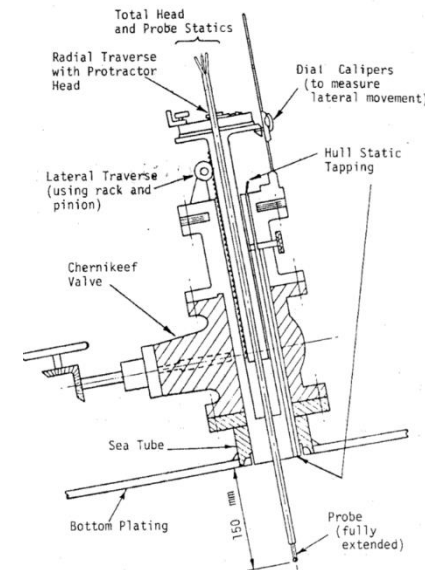 Total Head
and Probe Statics
Radial Traverse
with Protractor
Head
Dial Calipers
(to measure
lateral movement)
Hull Static
Tapping
Lateral Traverse
(using rack and
pinion)
Chernikeef
Valve
Sea Tube
Bottom Plating
150 mm
Probe
(fully
extended)